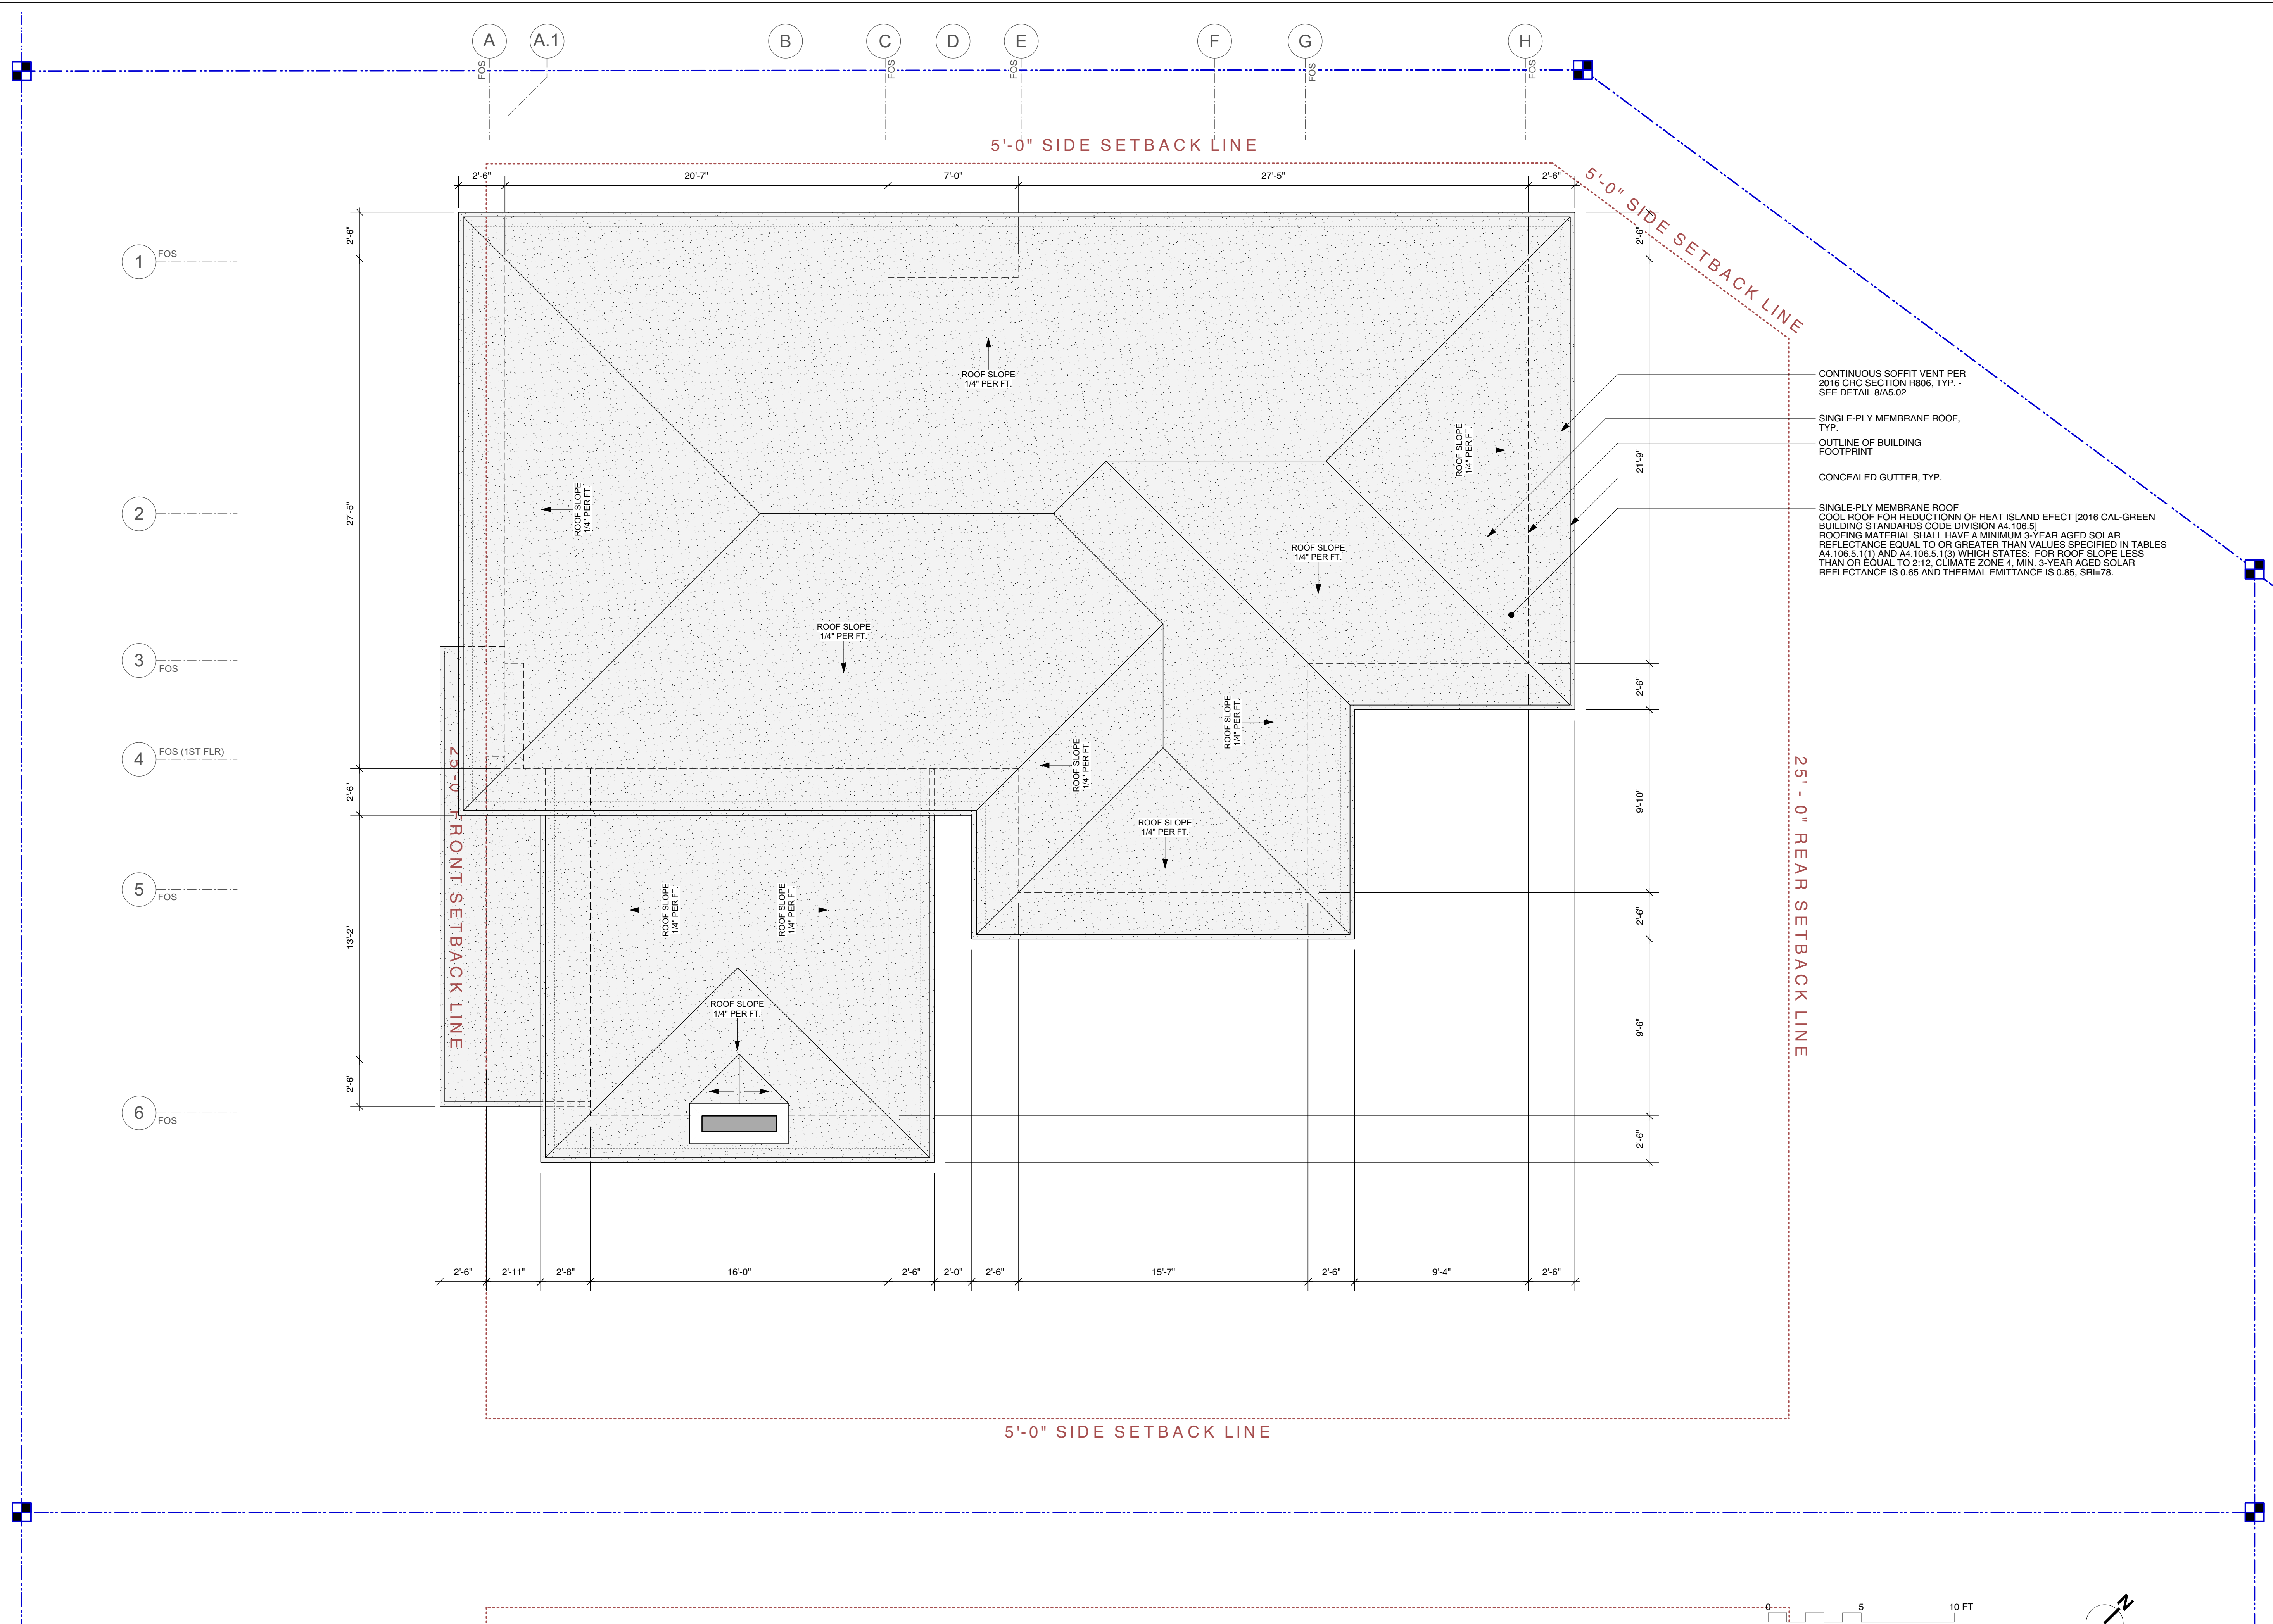 A
A.1
B
C
D
E
F
G
H
FOS
FOS
FOS
FOS
FOS
5'-0" SIDE SETBACK LINE
2'-6"
20'-7"
7'-0"
27'-5"
2'-6"
5'-0" SIDE SETBACK LINE
1
FOS
2
3
FOS
4
FOS (1ST FLR)
5
FOS
6
FOS
2'-6"
27'-5"
2'-6"
13'-2"
2'-6"
2'-6"
21'-9"
2'-6"
9'-10"
2'-6"
9'-6"
2'-6"
ROOF SLOPE
1/4" PER FT.
ROOF SLOPE
1/4" PER FT.
ROOF SLOPE
1/4" PER FT.
ROOF SLOPE
1/4" PER FT.
ROOF SLOPE
1/4" PER FT.
ROOF SLOPE
1/4" PER FT.
ROOF SLOPE
1/4" PER FT.
ROOF SLOPE
1/4" PER FT.
ROOF SLOPE
1/4" PER FT.
ROOF SLOPE
1/4" PER FT.
ROOF SLOPE
1/4" PER FT.
CONTINUOUS SOFFIT VENT PER
2016 CRC SECTION R806, TYP. -
SEE DETAIL 8/A5.02
SINGLE-PLY MEMBRANE ROOF,
TYP.
OUTLINE OF BUILDING
FOOTPRINT
CONCEALED GUTTER, TYP.
SINGLE-PLY MEMBRANE ROOF
COOL ROOF FOR REDUCTIONN OF HEAT ISLAND EFECT [2016 CAL-GREEN
BUILDING STANDARDS CODE DIVISION A4.106.5]
ROOFING MATERIAL SHALL HAVE A MINIMUM 3-YEAR AGED SOLAR
REFLECTANCE EQUAL TO OR GREATER THAN VALUES SPECIFIED IN TABLES
A4.106.5.1(1) AND A4.106.5.1(3) WHICH STATES: FOR ROOF SLOPE LESS
THAN OR EQUAL TO 2:12, CLIMATE ZONE 4, MIN. 3-YEAR AGED SOLAR
REFLECTANCE IS 0.65 AND THERMAL EMITTANCE IS 0.85, SRI=78.
25'-0" FRONT SETBACK LINE
25'-0" REAR SETBACK LINE
2'-6"
2'-11"
2'-8"
16'-0"
2'-6"
2'-0"
2'-6"
15'-7"
2'-6"
9'-4"
2'-6"
5'-0" SIDE SETBACK LINE
0
5
10 FT
N